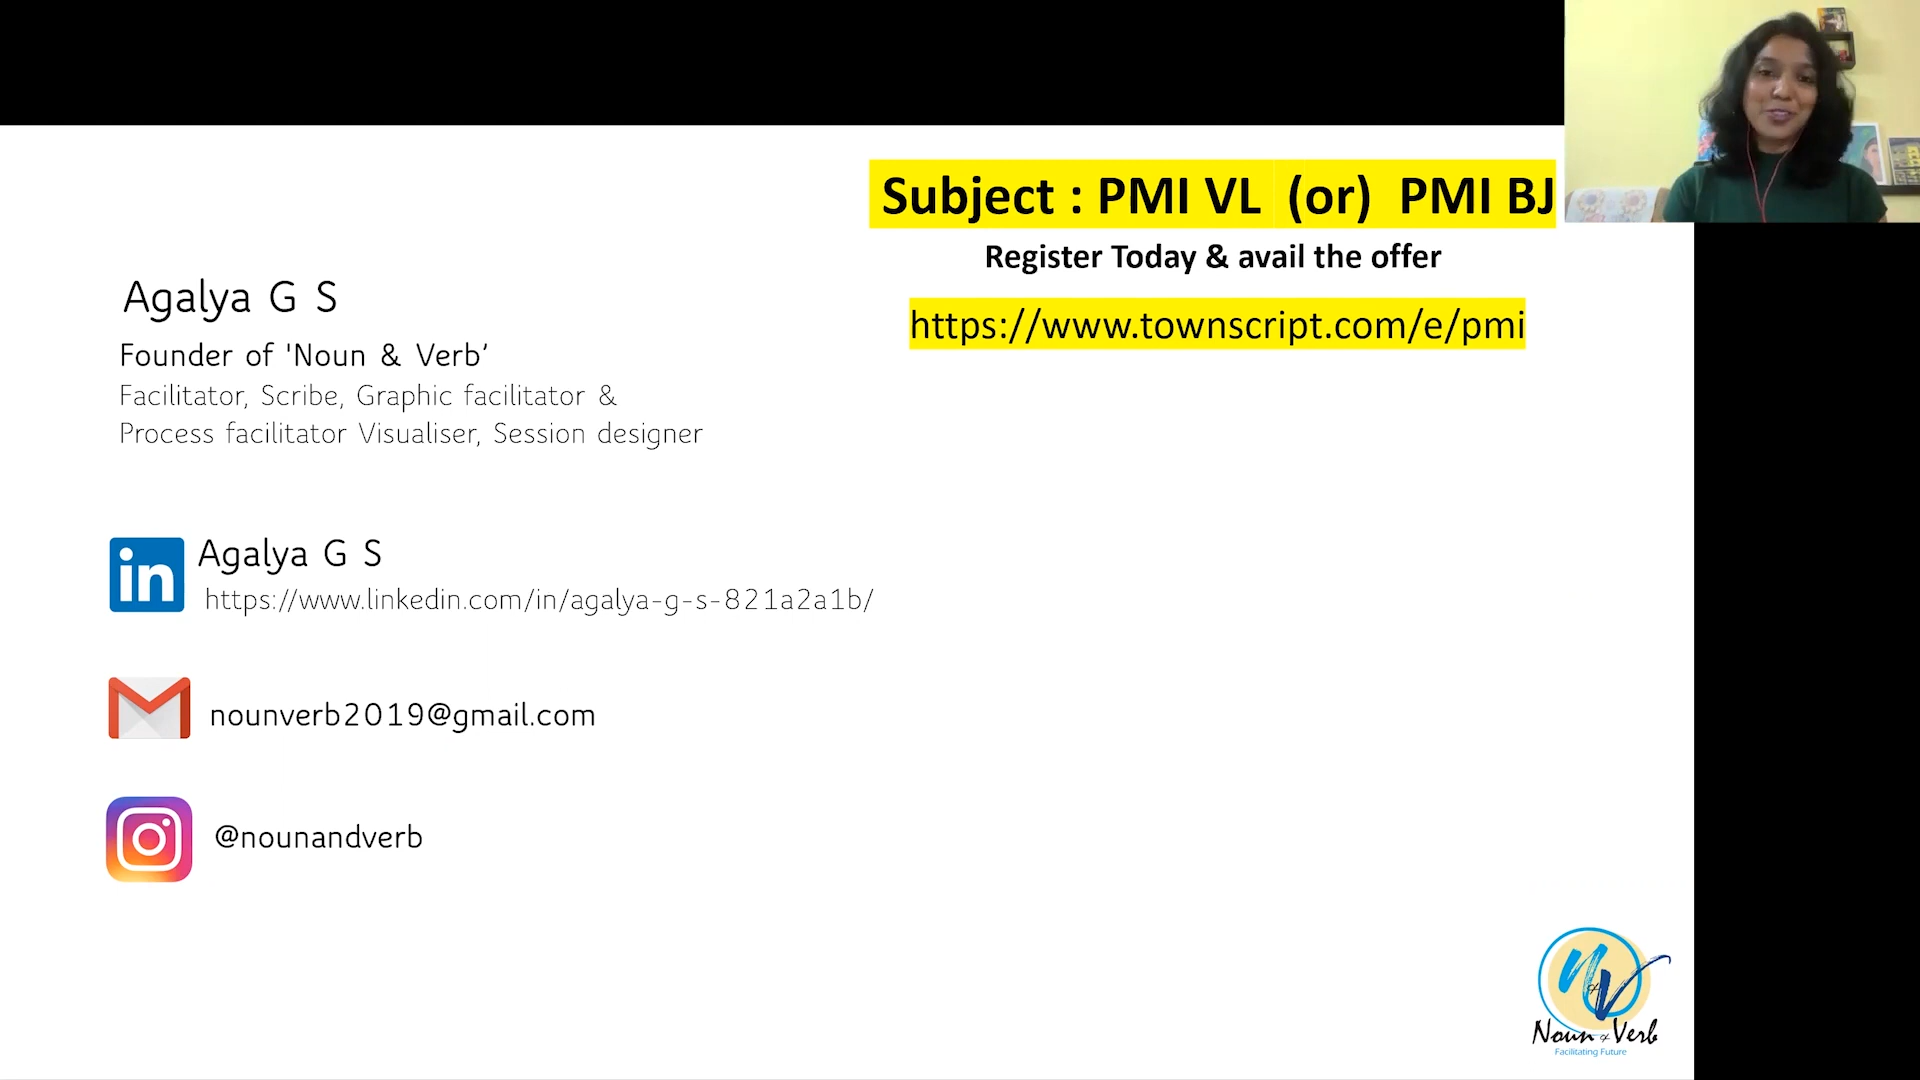 Subject : PMI VL (or) PMI BJ
Register Today & avail the offer
https://www.townscript.com/e/pmi
Agalya G S
Founder of 'Noun & Verb’
Facilitator, Scribe, Graphic facilitator &
Process facilitator Visualiser, Session designer
in Agalya G S
https://www.linkedin.com/in/agalya-g-s-821a2a1b/
nounverb2019@gmail.com
@nounandverb
n & V
Noun & Verb
Facilitating Future